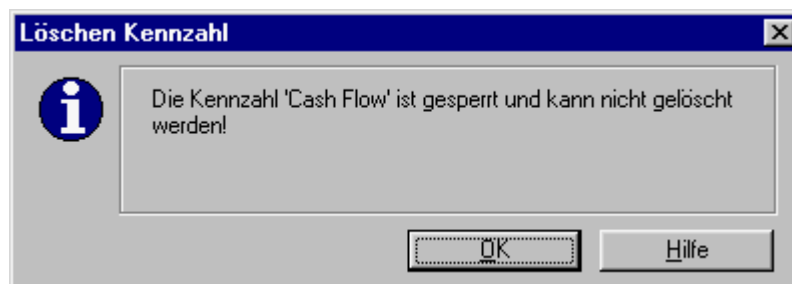 Löschen Kennzahl
Die Kennzahl 'Cash Flow' ist gesperrt und kann nicht gelöscht
werden!
OK
Hilfe